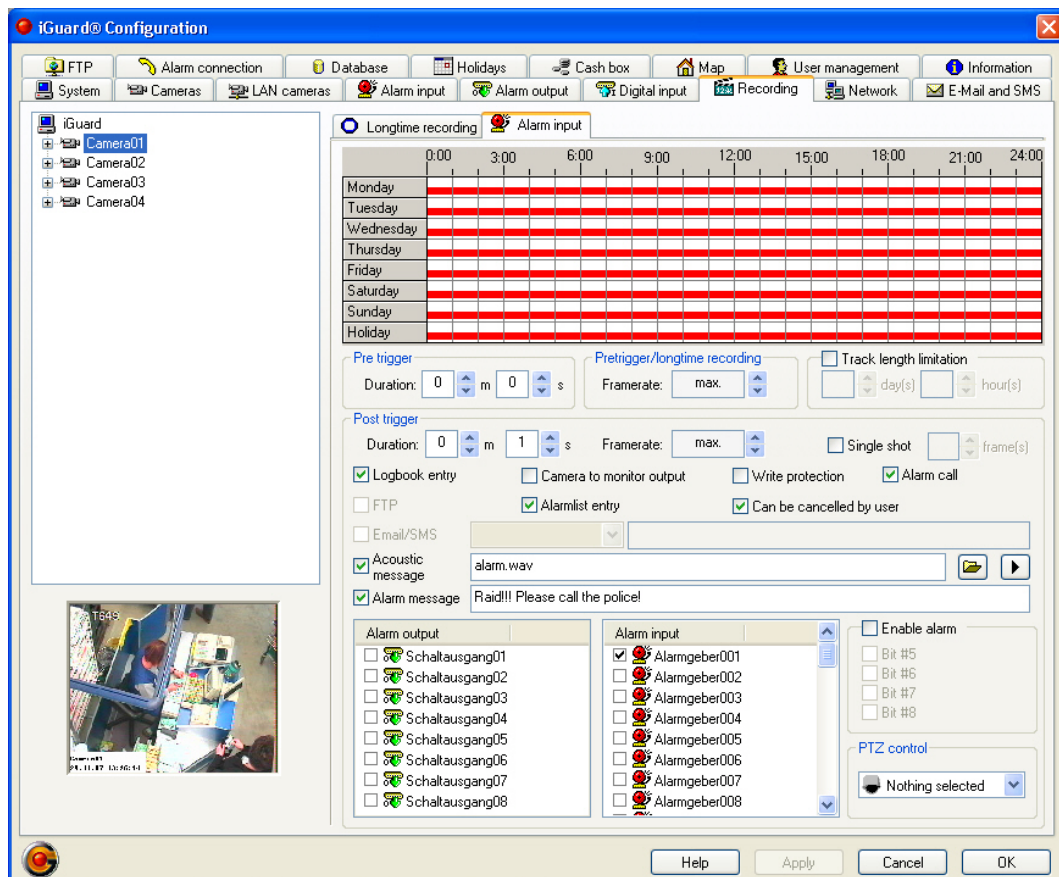 iGuard® Configuration
FTP Alarm connection Database Holidays Cash box Map User management Information
System Cameras LAN cameras Alarm input Alarm output Digital input Recording Network E-Mail and SMS
iGuard
Camera01
Camera02
Camera03
Camera04
Longtime recording Alarm input
0:00 3:00 6:00 9:00 12:00 15:00 18:00 21:00 24:00
Monday
Tuesday
Wednesday
Thursday
Friday
Saturday
Sunday
Holiday
Pre trigger
Duration: 0 m 0 s
Pretrigger/longtime recording
Framerate: max.
Track length limitation
day(s) hour(s)
Post trigger
Duration: 0 m 1 s Framerate: max. Single shot frame(s)
Logbook entry Camera to monitor output Write protection Alarm call
FTP Alarmlist entry Can be cancelled by user
Email/SMS
Acoustic message alarm.wav
Alarm message Raid!!! Please call the police!
Alarm output
Schaltausgang01
Schaltausgang02
Schaltausgang03
Schaltausgang04
Schaltausgang05
Schaltausgang06
Schaltausgang07
Schaltausgang08
Alarm input
Alarmgeber001
Alarmgeber002
Alarmgeber003
Alarmgeber004
Alarmgeber005
Alarmgeber006
Alarmgeber007
Alarmgeber008
Enable alarm
Bit #5
Bit #6
Bit #7
Bit #8
PTZ control
Nothing selected
Camera01
Help Apply Cancel OK